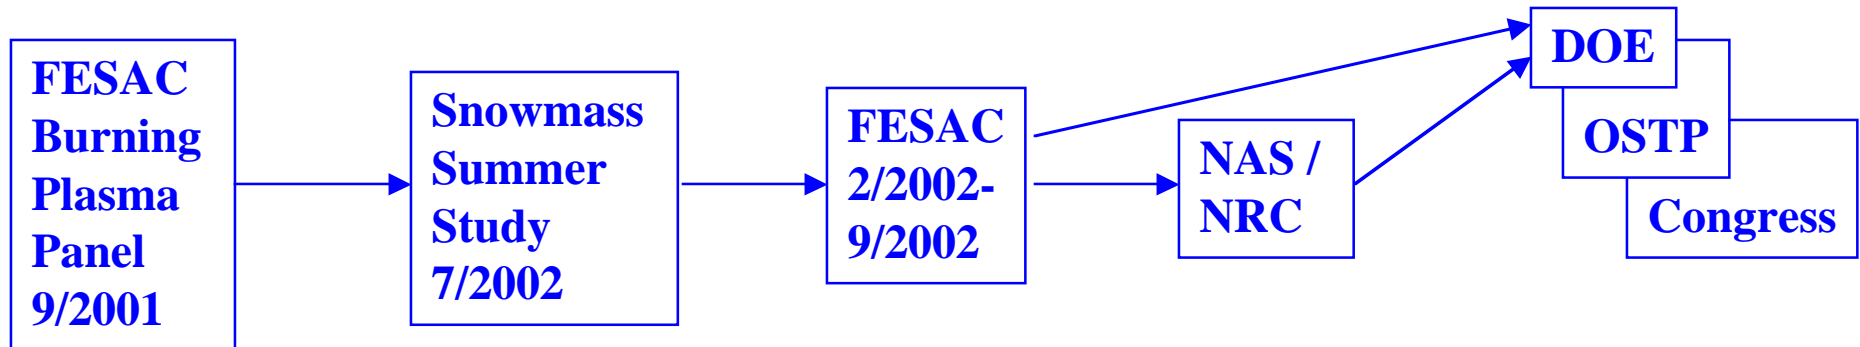 FESAC
Burning
Plasma
Panel
9/2001
Snowmass
Summer
Study
7/2002
FESAC
2/2002-
9/2002
NAS /
NRC
DOE
OSTP
Congress